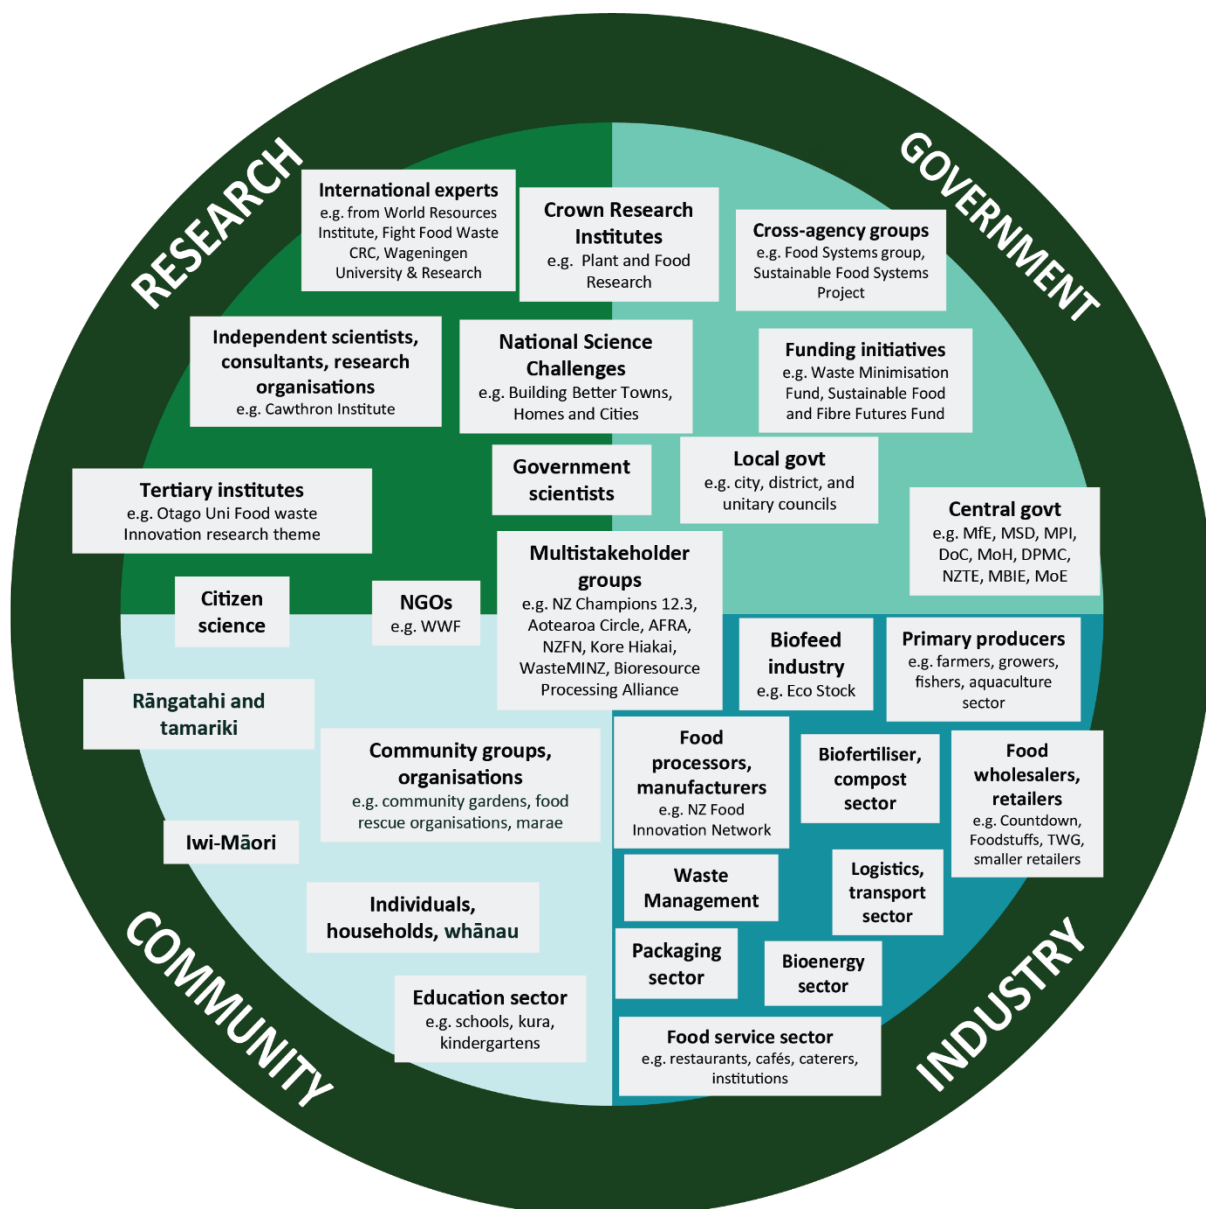 RESEARCH
GOVERNMENT
International experts
e.g. from World Resources
Institute, Fight Food Waste
CRC, Wageningen
University & Research
Crown Research
Institutes
e.g. Plant and Food
Research
Cross-agency groups
e.g. Food Systems group,
Sustainable Food Systems
Project
Independent scientists,
consultants, research
organisations
e.g. Cawthron Institute
National Science
Challenges
e.g. Building Better Towns,
Homes and Cities
Funding initiatives
e.g. Waste Minimisation
Fund, Sustainable Food
and Fibre Futures Fund
Government
scientists
Local govt
e.g. city, district, and
unitary councils
Tertiary institutes
e.g. Otago Uni Food waste
Innovation research theme
Central govt
e.g. MfE, MSD, MPI,
DoC, MoH, DPMC,
NZTE, MBIE, MoE
Multistakeholder
groups
e.g. NZ Champions 12.3,
Aotearoa Circle, AFRA,
NZFN, Kore Hiakai,
WasteMINZ, Bioresource
Processing Alliance
Citizen
science
NGOs
e.g. WWF
Biofeed
industry
e.g. Eco Stock
Primary producers
e.g. farmers, growers,
fishers, aquaculture
sector
Rāngatahi and
tamariki
Community groups,
organisations
e.g. community gardens, food
rescue organisations, marae
Food
processors,
manufacturers
e.g. NZ Food
Innovation Network
Biofertiliser,
compost
sector
Food
wholesalers,
retailers
e.g. Countdown,
Foodstuffs, TWG,
smaller retailers
Iwi-Māori
Waste
Management
Logistics,
transport
sector
Individuals,
households, whānau
Packaging
sector
Bioenergy
sector
Education sector
e.g. schools, kura,
kindergartens
Food service sector
e.g. restaurants, cafés, caterers,
institutions
COMMUNITY
INDUSTRY